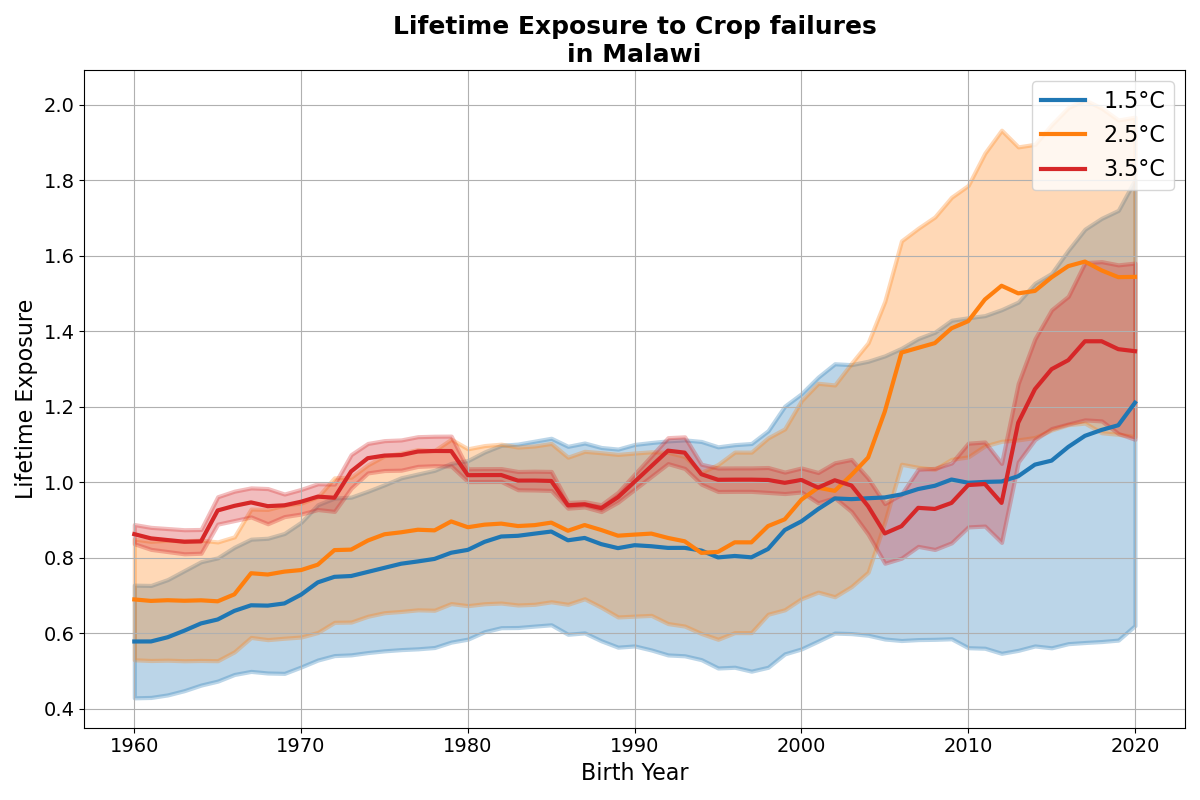 Lifetime Exposure to Crop failures
in Malawi
1.5°C
2.5°C
3.5°C
Lifetime Exposure
2.0
1.8
1.6
1.4
1.2
1.0
0.8
0.6
0.4
1960
1970
1980
1990
2000
2010
2020
Birth Year